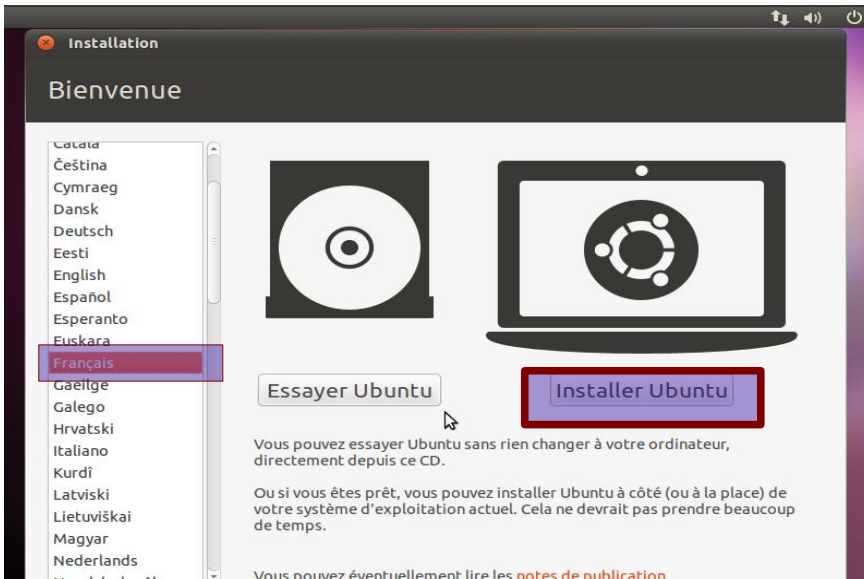 Installation
Bienvenue
Català
Čeština
Cymraeg
Dansk
Deutsch
Eesti
English
Español
Esperanto
Euskara
Français
Gaeilge
Galego
Hrvatski
Italiano
Kurdî
Latviski
Lietuviškai
Magyar
Nederlands
Essayer Ubuntu
Installer Ubuntu
Vous pouvez essayer Ubuntu sans rien changer à votre ordinateur,
directement depuis ce CD.
Ou si vous êtes prêt, vous pouvez installer Ubuntu à côté (ou à la place) de
votre système d'exploitation actuel. Cela ne devrait pas prendre beaucoup
de temps.
Vous pouvez éventuellement lire les notes de publication